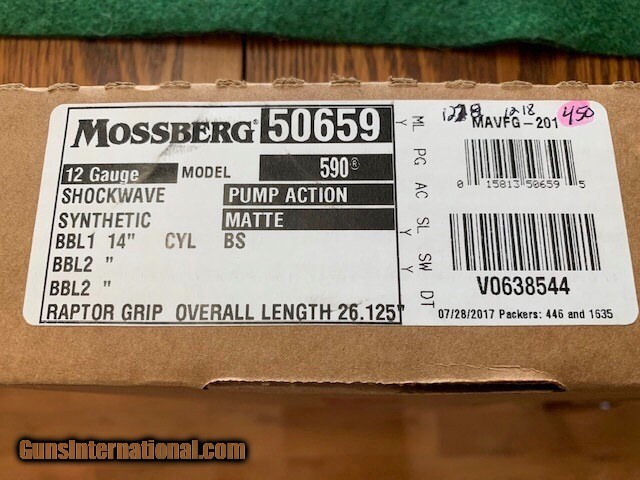 MOSSBERG® 50659
12 Gauge MODEL 590®
SHOCKWAVE PUMP ACTION
SYNTHETIC MATTE
BBL1 14" CYL BS
BBL2 "
BBL2 "
RAPTOR GRIP OVERALL LENGTH 26.125"
ML PG AC SL SW DT
Y Y
12 18
450
MAVFG-201
0 15813 50659 5
V0638544
07/28/2017 Packers: 446 and 1635
GunsInternational.com